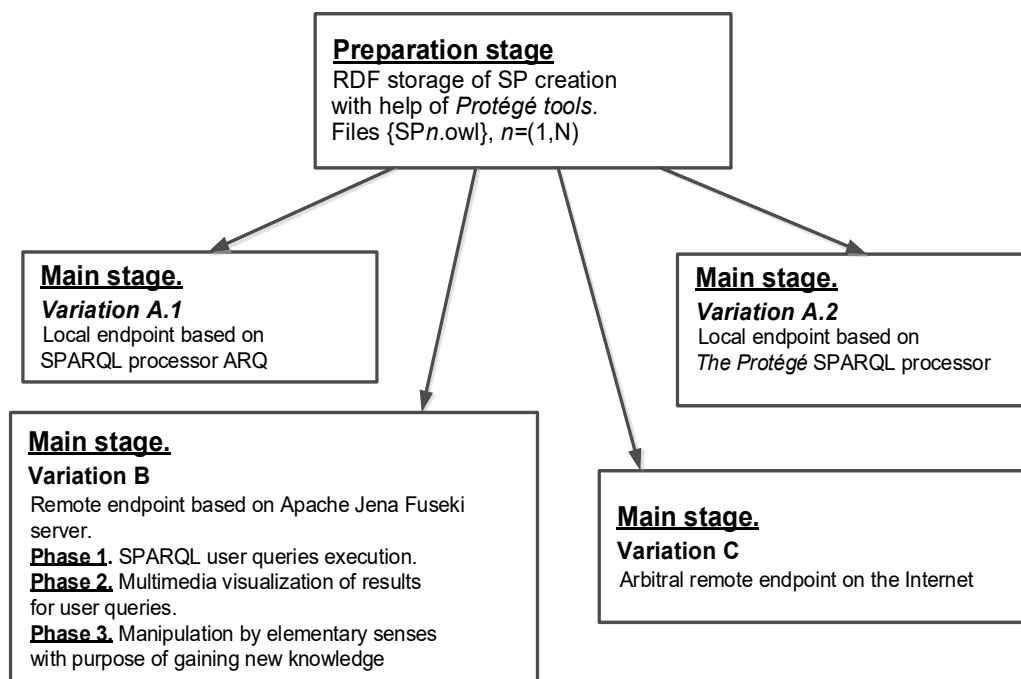 Preparation stage
RDF storage of SP creation
with help of Protégé tools.
Files {SPn.owl}, n=(1,N)
Main stage.
Variation A.1
Local endpoint based on
SPARQL processor ARQ
Main stage.
Variation A.2
Local endpoint based on
The Protégé SPARQL processor
Main stage.
Variation B
Remote endpoint based on Apache Jena Fuseki
server.
Phase 1. SPARQL user queries execution.
Phase 2. Multimedia visualization of results
for user queries.
Phase 3. Manipulation by elementary senses
with purpose of gaining new knowledge
Main stage.
Variation C
Arbitral remote endpoint on the Internet